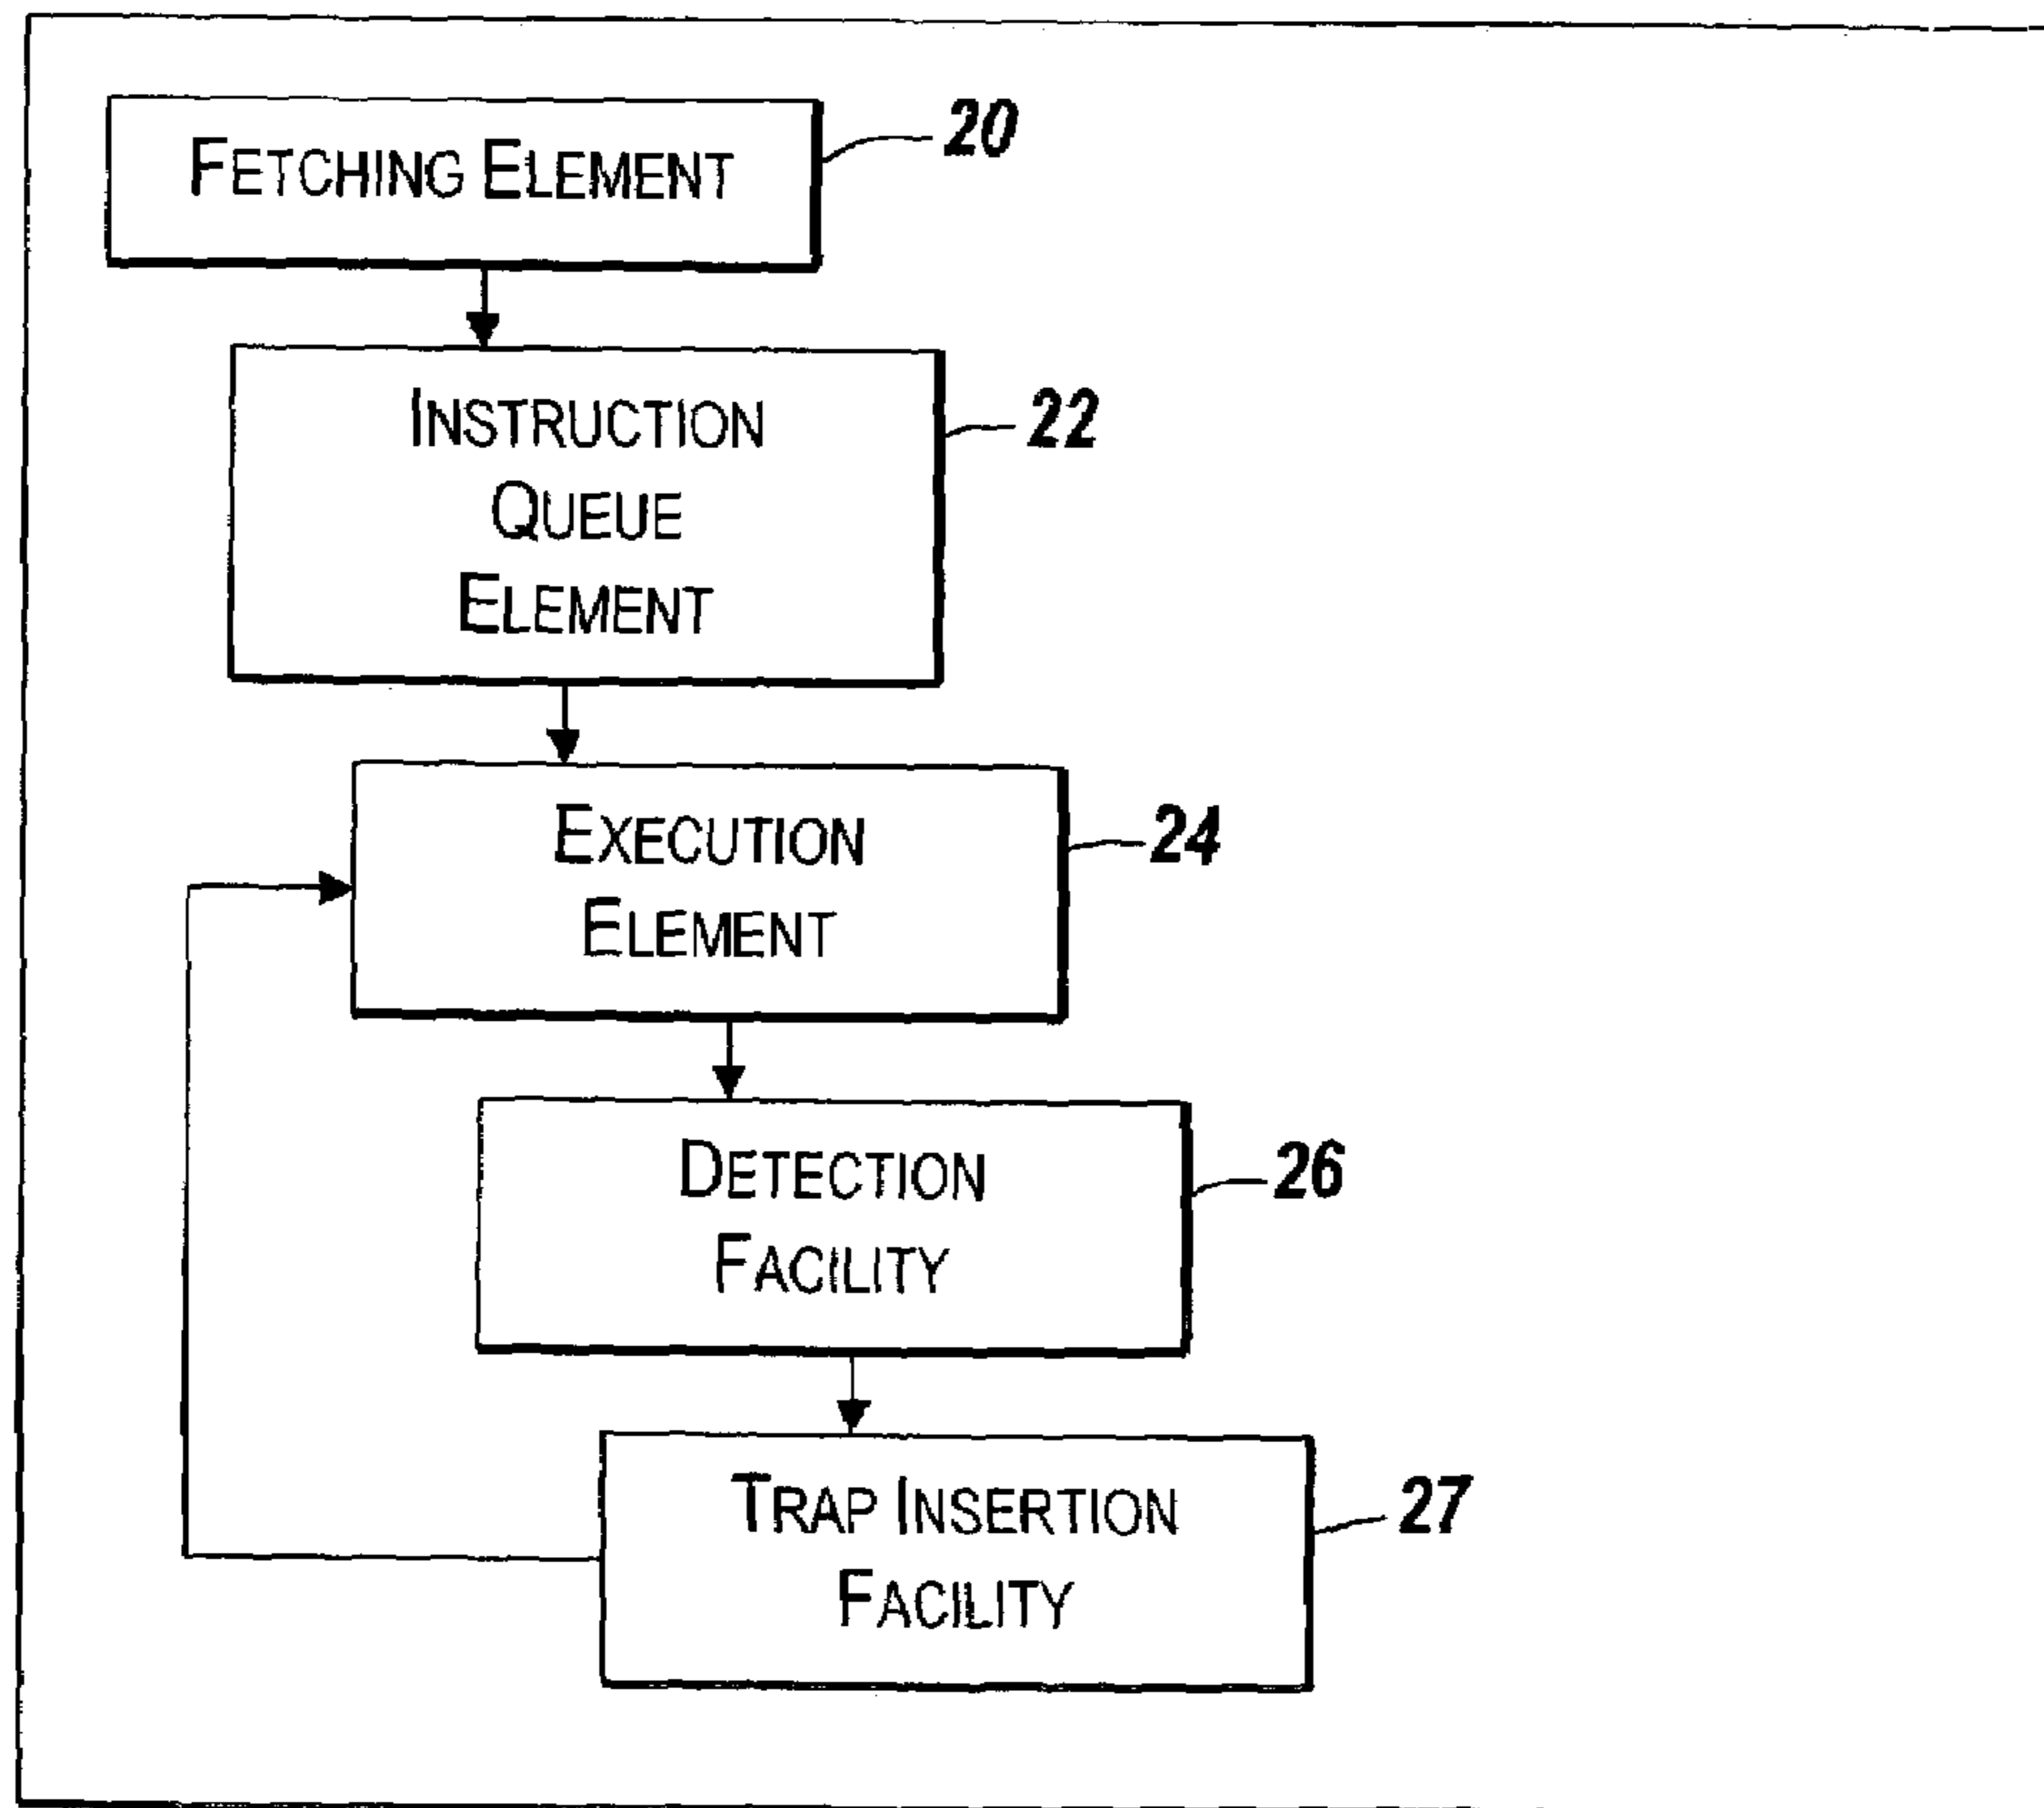 FETCHING ELEMENT
20
INSTRUCTION
QUEUE
ELEMENT
22
EXECUTION
ELEMENT
24
DETECTION
FACILITY
26
TRAP INSERTION
FACILITY
27